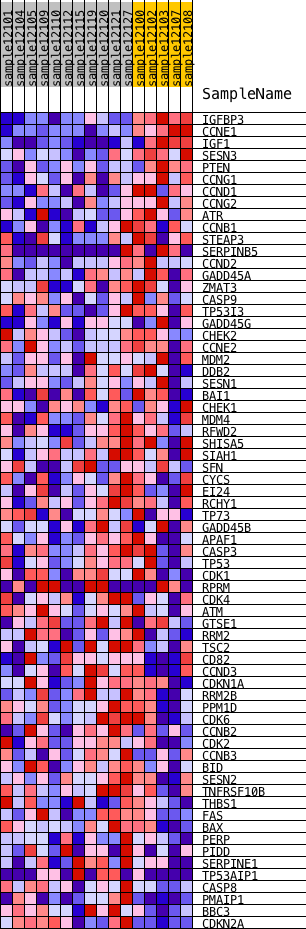 sample12101
sample12104
sample12105
sample12109
sample12110
sample12112
sample12115
sample12119
sample12120
sample12121
sample12122
sample12100
sample12102
sample12103
sample12107
sample12108
SampleName
IGFBP3
CCNE1
IGF1
SESN3
PTEN
CCNG1
CCND1
CCNG2
ATR
CCNB1
STEAP3
SERPINB5
CCND2
GADD45A
ZMAT3
CASP9
TP53I3
GADD45G
CHEK2
CCNE2
MDM2
DDB2
SESN1
BAI1
CHEK1
MDM4
RFWD2
SHISA5
SIAH1
SFN
CYCS
EI24
RCHY1
TP73
GADD45B
APAF1
CASP3
TP53
CDK1
RPRM
CDK4
ATM
GTSE1
RRM2
TSC2
CD82
CCND3
CDKN1A
RRM2B
PPM1D
CDK6
CCNB2
CDK2
CCNB3
BID
SESN2
TNFRSF10B
THBS1
FAS
BAX
PERP
PIDD
SERPINE1
TP53AIP1
CASP8
PMAIP1
BBC3
CDKN2A